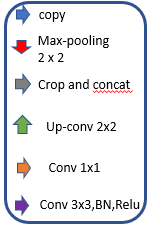 copy
Max-pooling
2 x 2
Crop and concat
Up-conv 2x2
Conv 1x1
Conv 3x3,BN,Relu